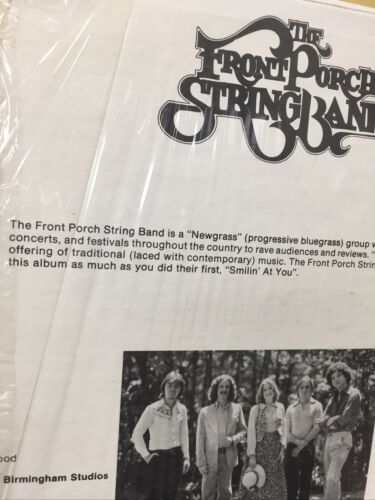 THE
FRONT PORCH
STRING BAND
The Front Porch String Band is a "Newgrass" (progressive bluegrass) group
concerts, and festivals throughout the country to rave audiences and reviews. "
offering of traditional (laced with contemporary) music. The Front Porch
this album as much as you did their first, "Smilin' At You".
ood
Birmingham Studios